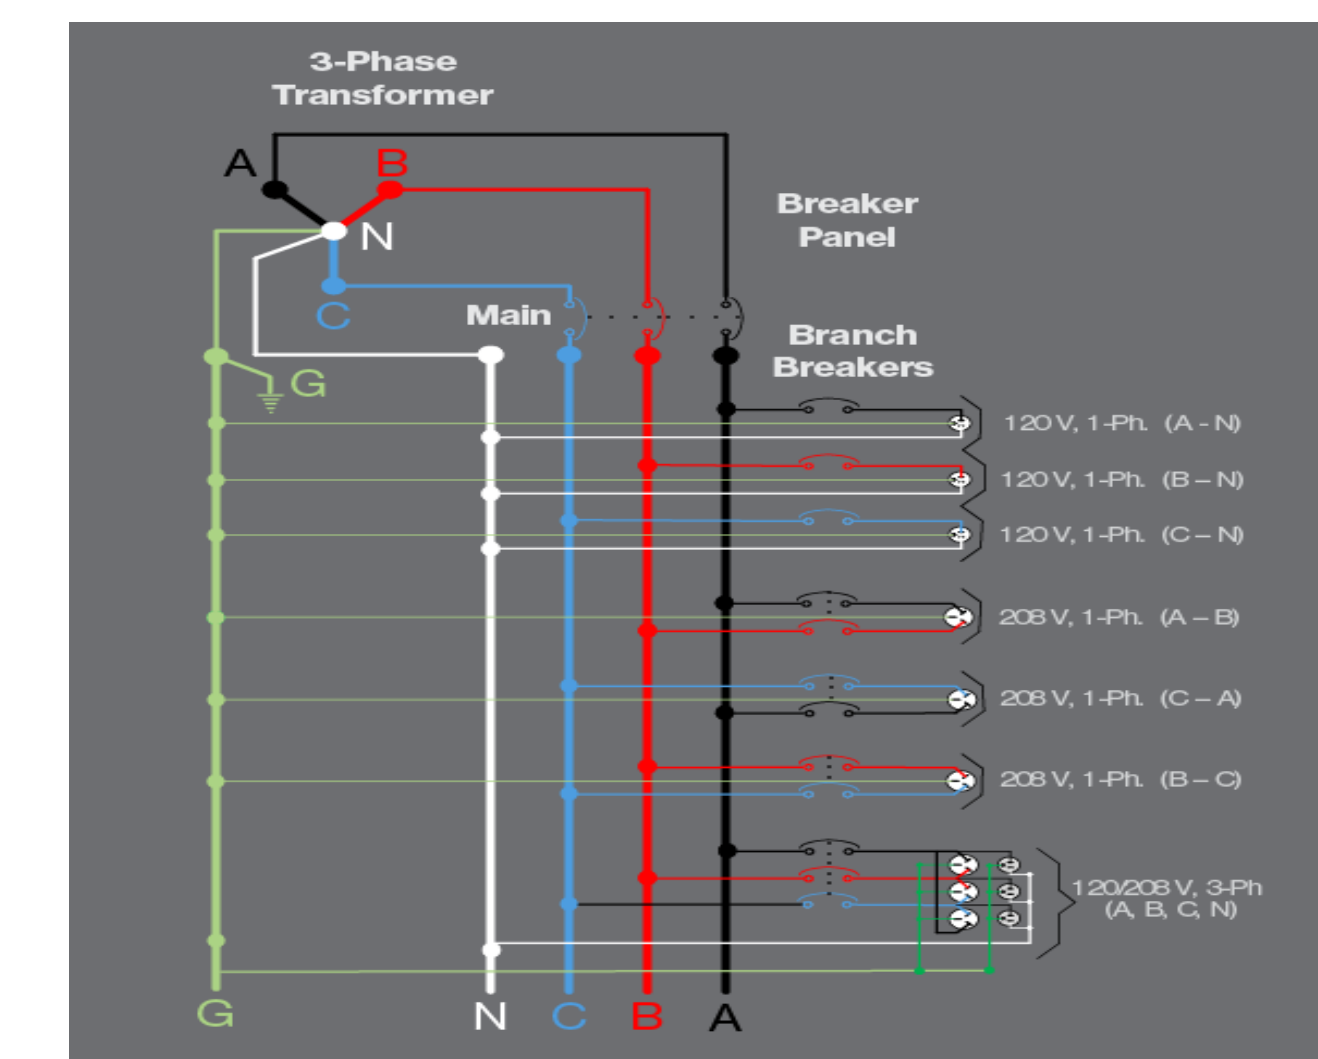 3-Phase
Transformer
A
B
N
Breaker
Panel
C
Main
Branch
Breakers
G
120 V, 1-Ph. (A - N)
120 V, 1-Ph. (B – N)
120 V, 1-Ph. (C – N)
208 V, 1-Ph. (A – B)
208 V, 1-Ph. (C – A)
208 V, 1-Ph. (B – C)
120/208 V, 3-Ph
(A, B, C, N)
G
N
C
B
A